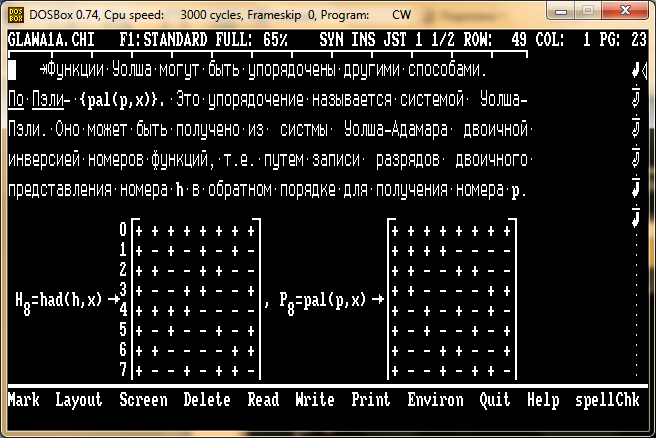 DOSBox 0.74, Cpu speed: 3000 cycles, Frameskip 0, Program: CW
GLAWA1A.CHI F1:STANDARD FULL: 65% SYN INS JST 1 1/2 ROW: 49 COL: 1 PG: 23
Функции Уолша могут быть упорядочены другими способами.
По Пэли- {pal(p,x)}. Это упорядочение называется системой Уолша-
Пэли. Оно может быть получено из систмы Уолша-Адамара двоичной
инверсией номеров функций, т.е. путем записи разрядов двоичного
представления номера h в обратном порядке для получения номера p.
0 + + + + + + + + + + + + + + + +
1 + - + - + - + - + + + + - - - -
2 + + - - + + - - + + - - + + - -
3 + - - + + - - + + + - - - - + +
H8=had(h,x) → , P8=pal(p,x) →
4 + + + + - - - - + - + - + - + -
5 + - + - - + - + + - + - - + - +
6 + + - - - - + + + - - + + - - +
7 + - - + - + + - + - - + - + + -
Mark Layout Screen Delete Read Write Print Environ Quit Help spellChk